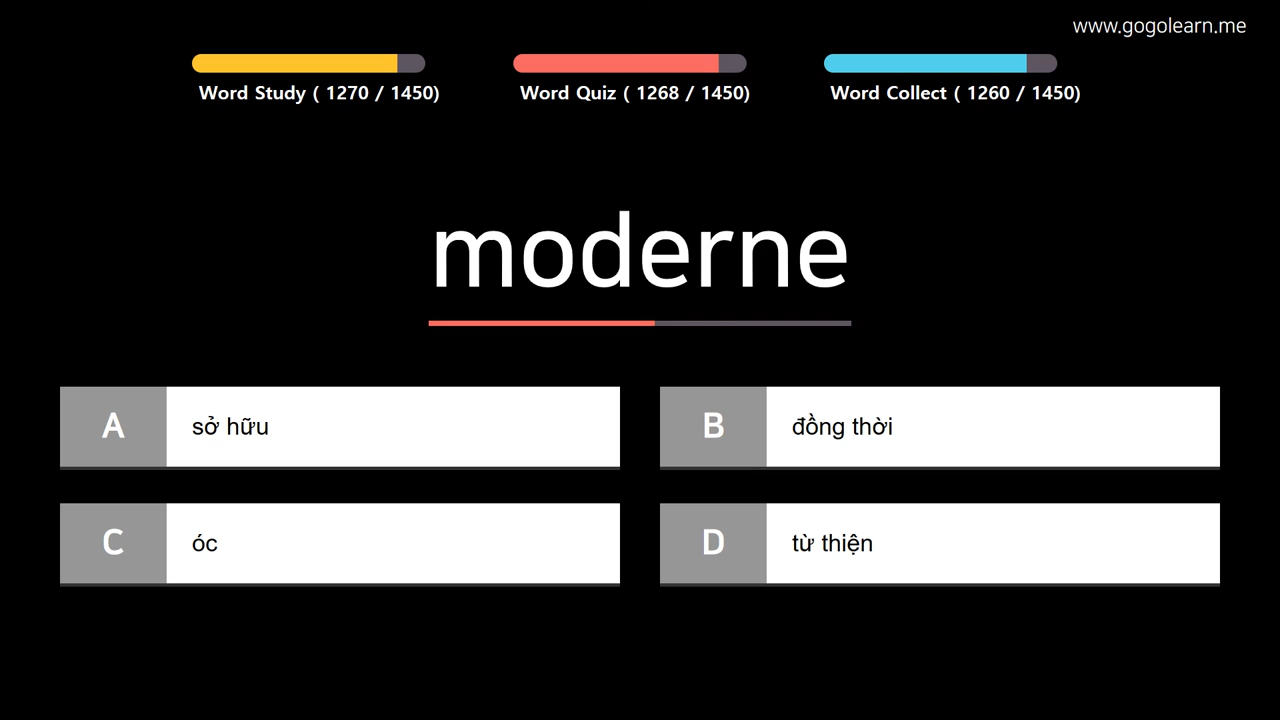 www.gogolearn.me
Word Study ( 1270 / 1450)
Word Quiz ( 1268 / 1450)
Word Collect ( 1260 / 1450)
moderne
A
sở hữu
B
đồng thời
C
óc
D
từ thiện